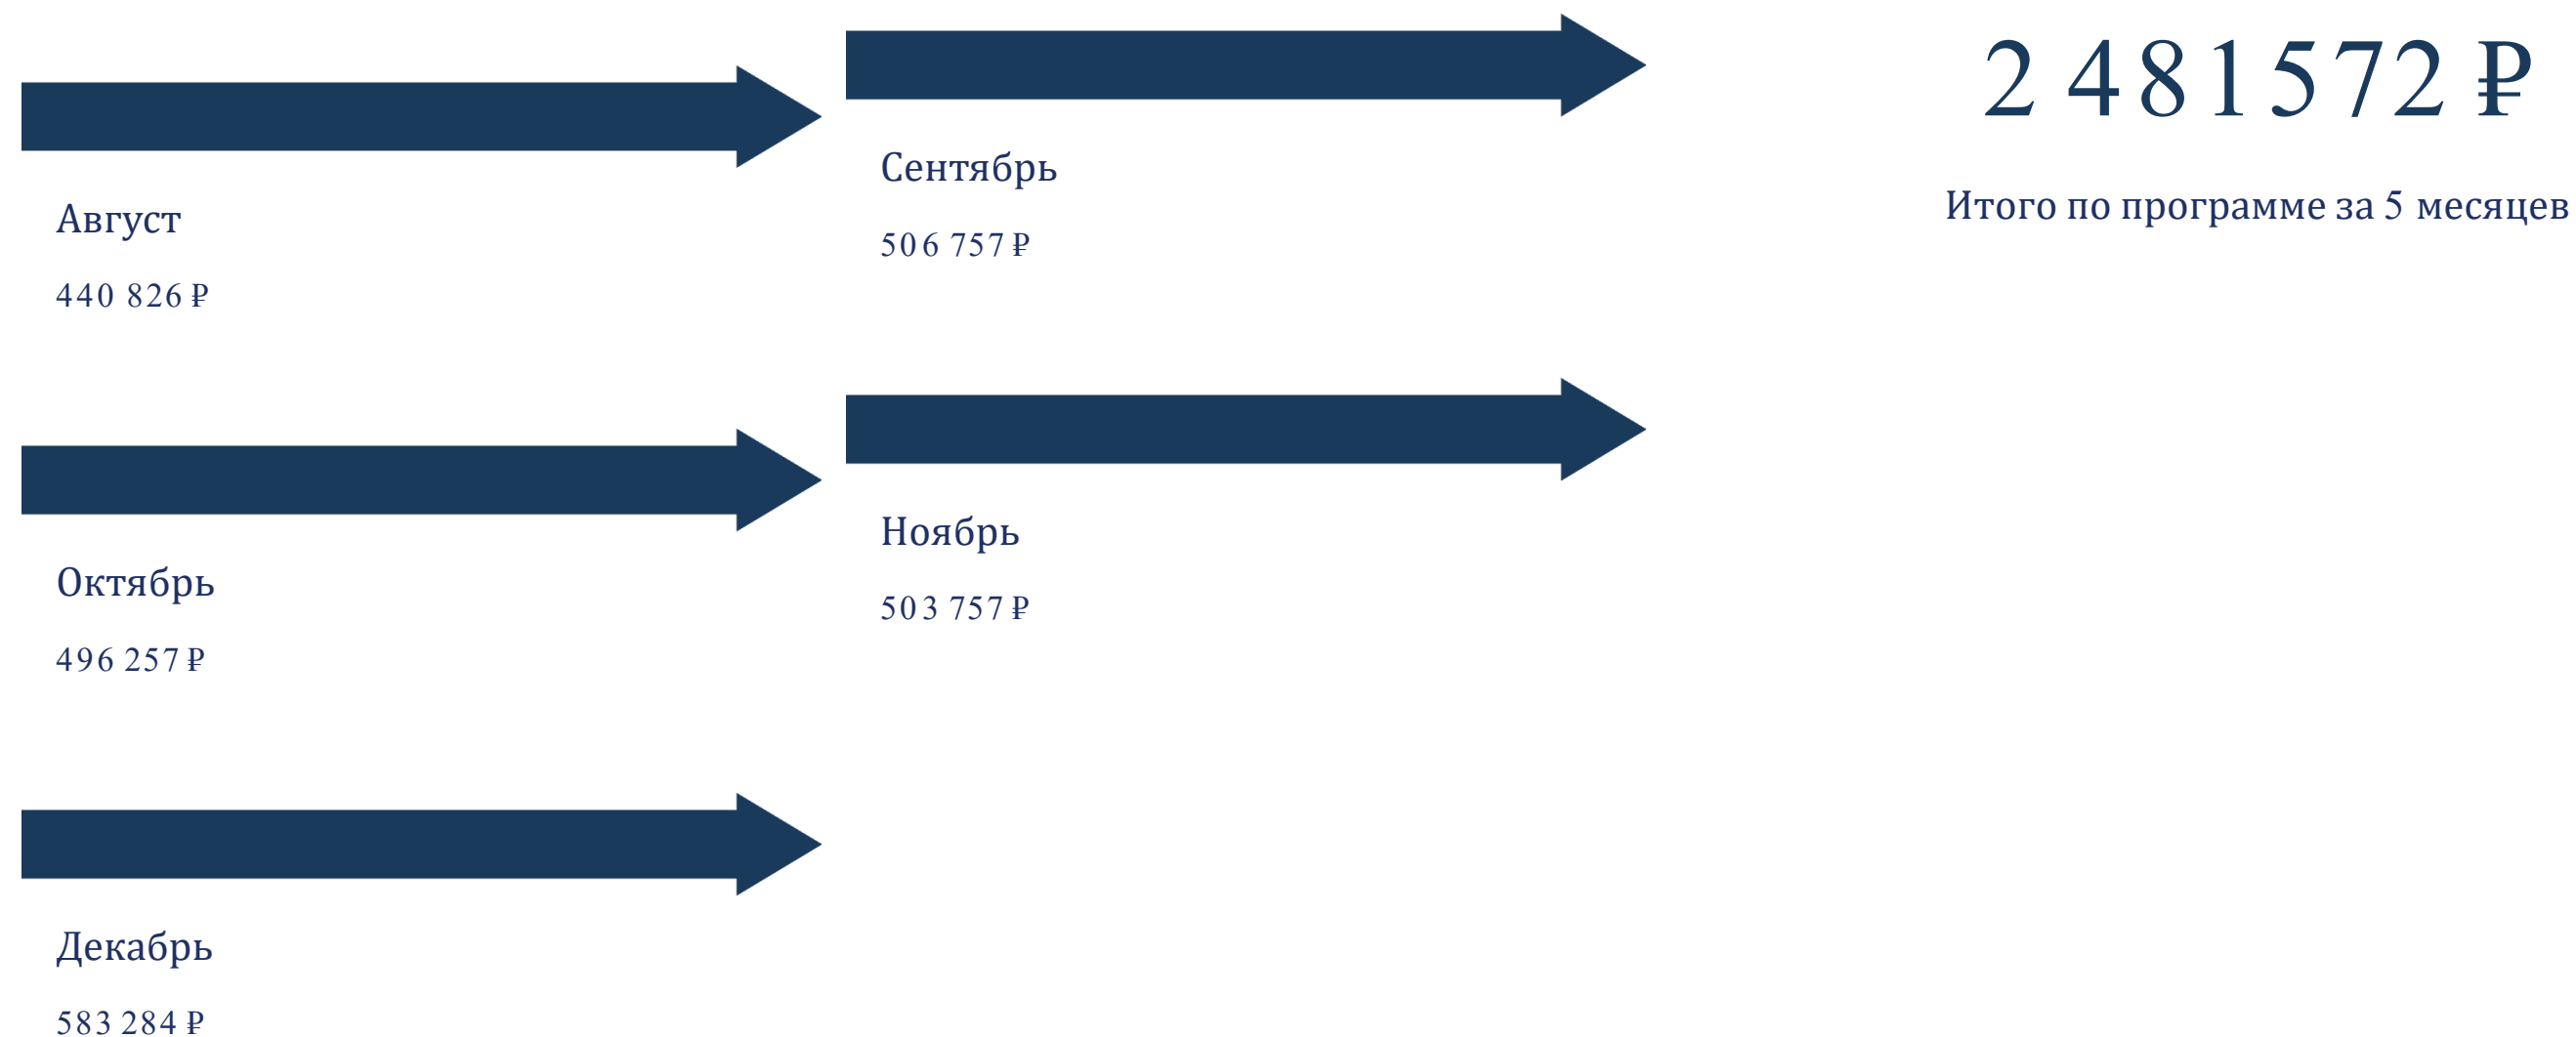 Август
440 826 ₽
Сентябрь
506 757 ₽
Октябрь
496 257 ₽
Ноябрь
503 757 ₽
Декабрь
583 284 ₽
2 481572 ₽
Итого по программе за 5 месяцев